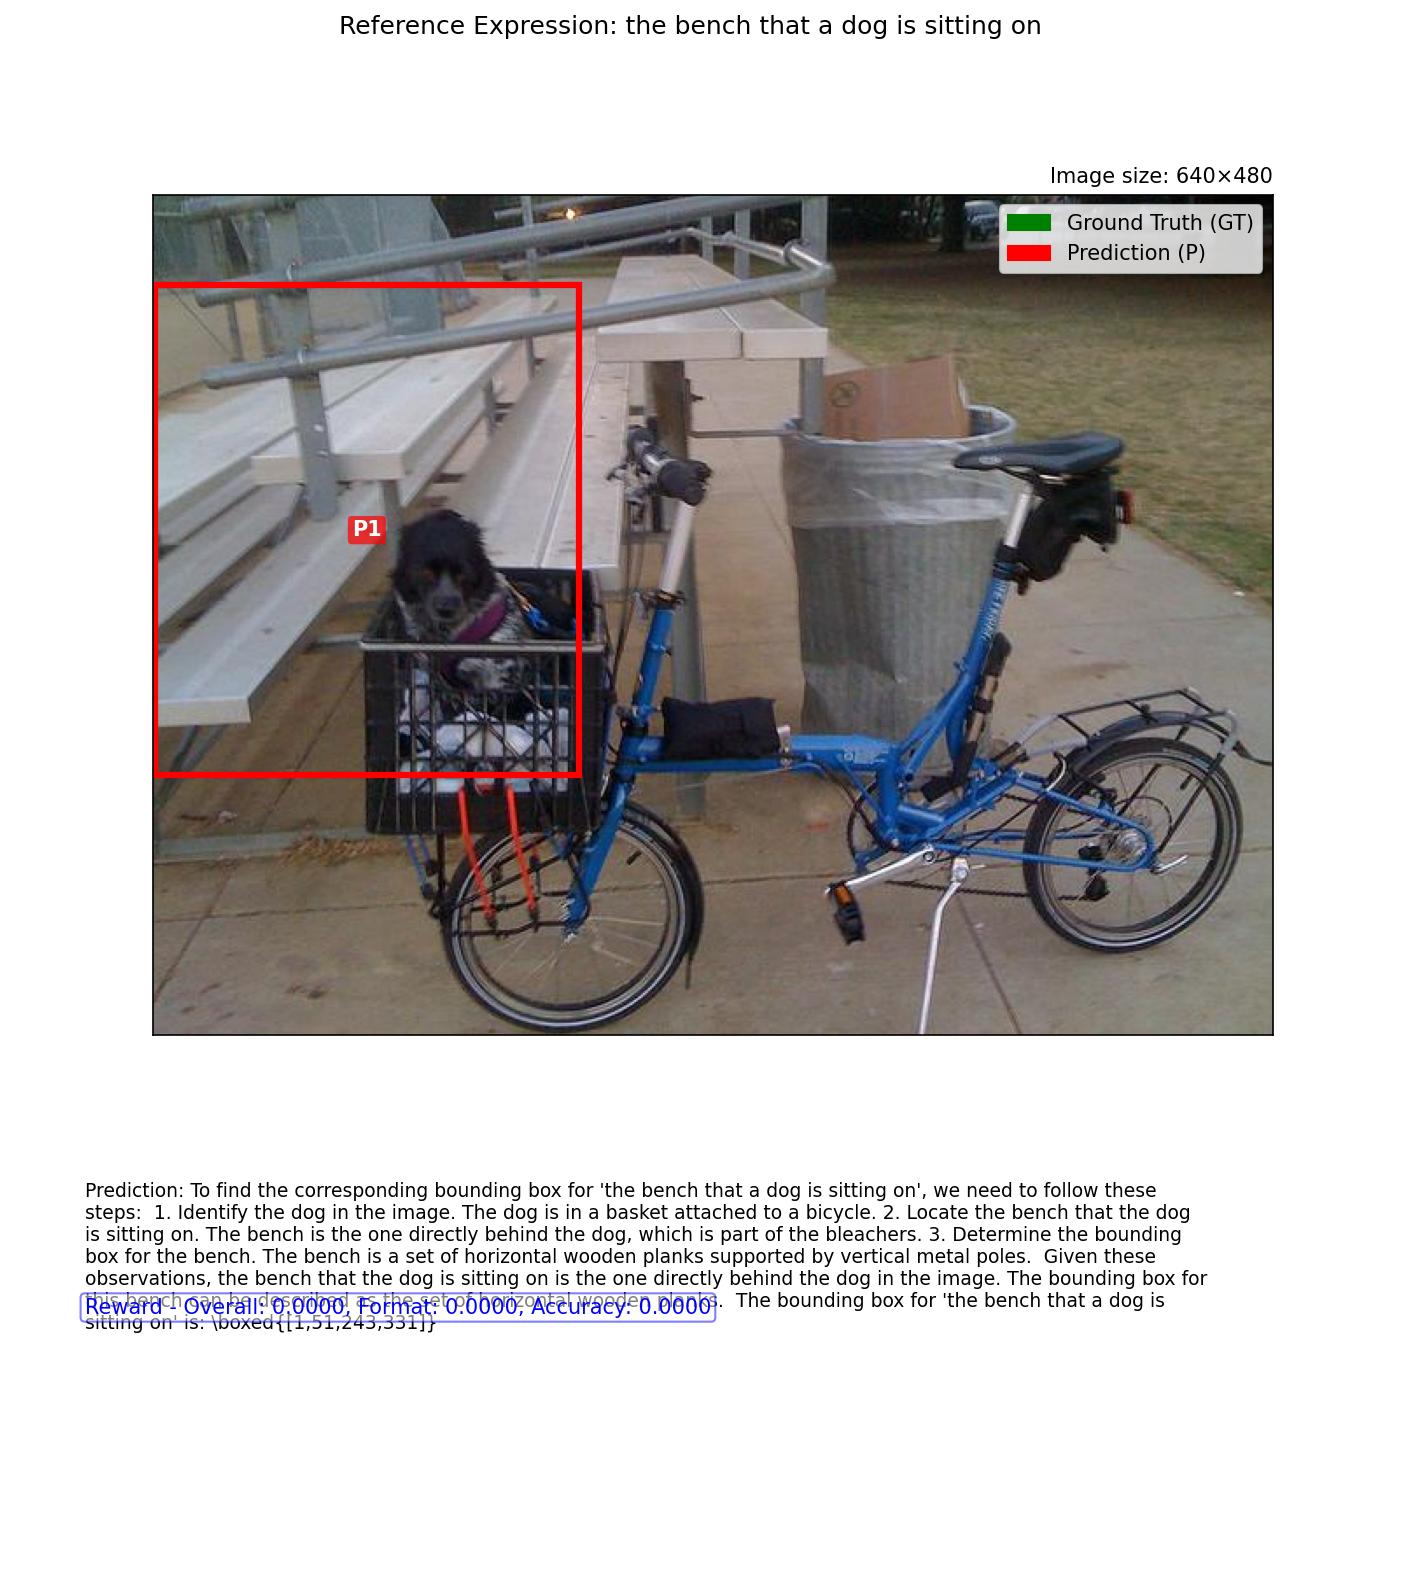 Reference Expression: the bench that a dog is sitting on
Image size: 640×480
Ground Truth (GT)
Prediction (P)
P1
Prediction: To find the corresponding bounding box for 'the bench that a dog is sitting on', we need to follow these
steps:  1. Identify the dog in the image. The dog is in a basket attached to a bicycle. 2. Locate the bench that the dog
is sitting on. The bench is the one directly behind the dog, which is part of the bleachers. 3. Determine the bounding
box for the bench. The bench is a set of horizontal wooden planks supported by vertical metal poles.  Given these
observations, the bench that the dog is sitting on is the one directly behind the dog in the image. The bounding box for
this bench can be described as the set of horizontal wooden planks.  The bounding box for 'the bench that a dog is
Reward - Overall: 0.0000, Format: 0.0000, Accuracy: 0.0000
sitting on' is: \boxed{[1,51,243,331]}